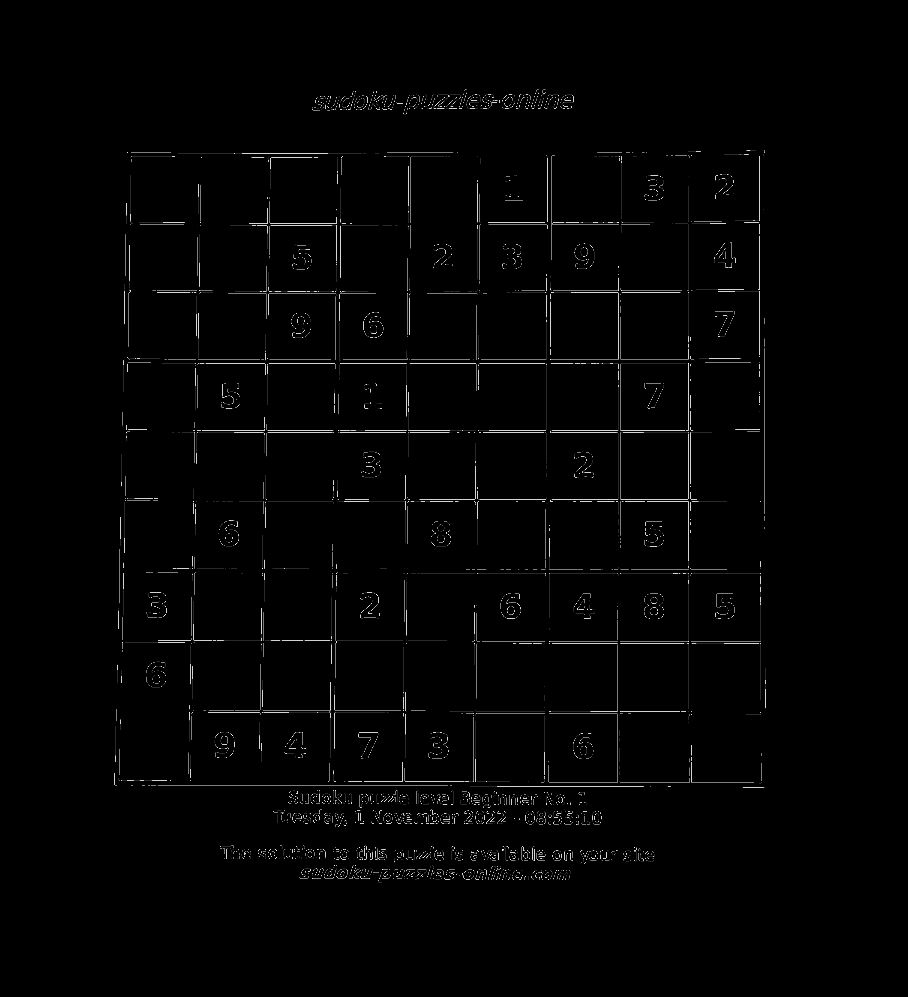 sudoku-puzzles-online
1 3 2
5 2 3 9 4
9 6 7
5 1 7
3 2
6 8 5
3 2 6 4 8 5
6
9 4 7 3 6
Sudoku puzzle level Beginner No. 1
Tuesday, 1 November 2022 - 08:55:10
The solution to this puzzle is available on your site
sudoku-puzzles-online.com